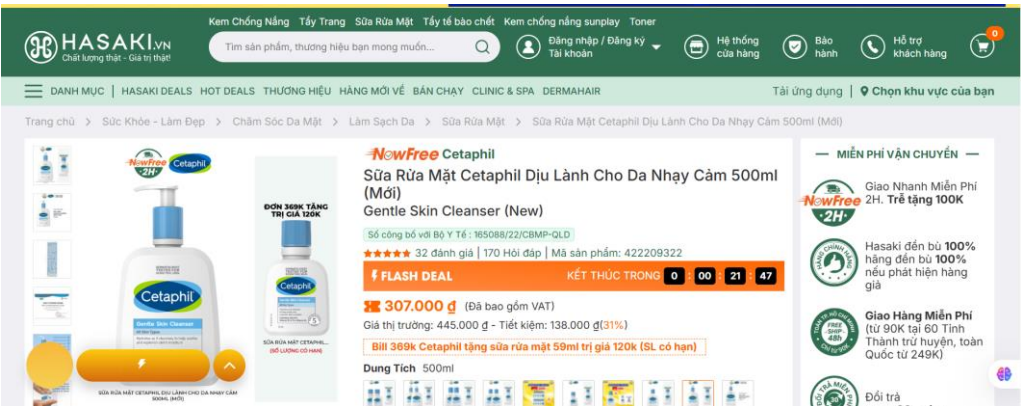 Kem Chống Nắng Tẩy Trang Sữa Rửa Mặt Tẩy tế bào chết Kem chống nắng sunplay Toner
HASAKI.VN
Chất lượng thật - Giá trị thật!
Tìm sản phẩm, thương hiệu bạn mong muốn...
Đăng nhập / Đăng ký
Tài khoản
Hệ thống
cửa hàng
Bảo
hành
Hỗ trợ
khách hàng
0
DANH MỤC | HASAKI DEALS HOT DEALS THƯƠNG HIỆU HÀNG MỚI VỀ BÁN CHẠY CLINIC & SPA DERMAHAIR
Tải ứng dụng | Chọn khu vực của bạn
Trang chủ > Sức Khỏe - Làm Đẹp > Chăm Sóc Da Mặt > Làm Sạch Da > Sữa Rửa Mặt > Sữa Rửa Mặt Cetaphil Dịu Lành Cho Da Nhạy Cảm 500ml (Mới)
NowFree
2H
Cetaphil
Cetaphil
Gentle Skin Cleanser
SỮA RỬA MẶT CETAPHIL DỊU LÀNH CHO DA NHẠY CẢM
500ML (MỚI)
ĐƠN 369K TẶNG
TRỊ GIÁ 120K
Cetaphil
SỮA RỬA MẶT CETAPHIL...
(SỐ LƯỢNG CÓ HẠN)
NowFree Cetaphil
Sữa Rửa Mặt Cetaphil Dịu Lành Cho Da Nhạy Cảm 500ml
(Mới)
Gentle Skin Cleanser (New)
Số công bố với Bộ Y Tế : 165088/22/CBMP-QLD
32 đánh giá | 170 Hỏi đáp | Mã sản phẩm: 422209322
FLASH DEAL
KẾT THÚC TRONG 0 : 00 : 21 : 47
307.000 ₫ (Đã bao gồm VAT)
Giá thị trường: 445.000 ₫ - Tiết kiệm: 138.000 ₫(31%)
Bill 369k Cetaphil tặng sữa rửa mặt 59ml trị giá 120k (SL có hạn)
Dung Tích 500ml
MIỄN PHÍ VẬN CHUYỂN
NowFree
2H
Giao Nhanh Miễn Phí
2H. Trễ tặng 100K
Hasaki đền bù 100%
hãng đền bù 100%
nếu phát hiện hàng
giả
FREE
SHIP
48h
Giao Hàng Miễn Phí
(từ 90K tại 60 Tỉnh
Thành trừ huyện, toàn
Quốc từ 249K)
Đổi trả